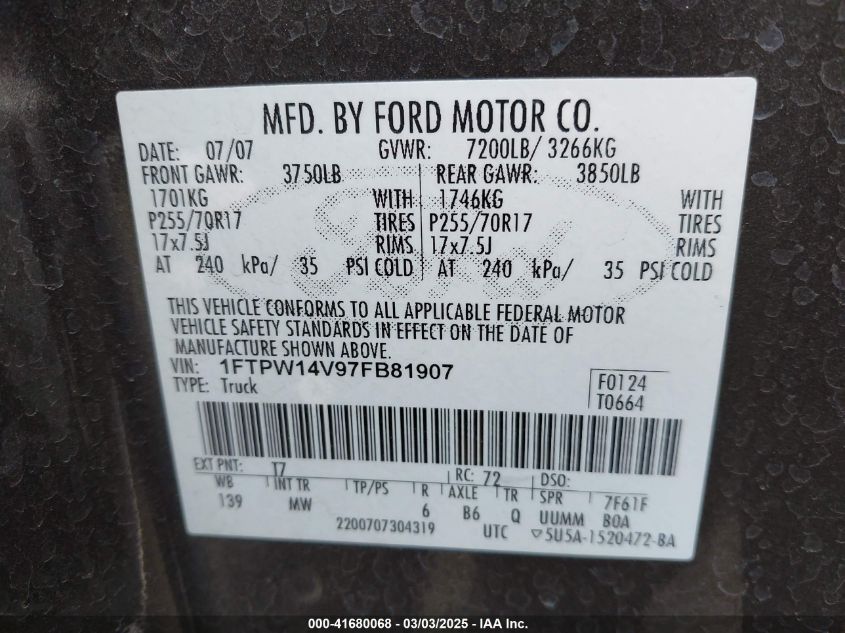 MFD. BY FORD MOTOR CO.
DATE: 07/07 GVWR: 7200LB/ 3266KG
FRONT GAWR: 3750LB REAR GAWR: 3850LB
1701KG WITH 1746KG WITH
P255/70R17 TIRES P255/70R17 TIRES
17x7.5J RIMS 17x7.5J RIMS
AT 240 kPa/ 35 PSI COLD AT 240 kPa/ 35 PSI COLD
THIS VEHICLE CONFORMS TO ALL APPLICABLE FEDERAL MOTOR
VEHICLE SAFETY STANDARDS IN EFFECT ON THE DATE OF
MANUFACTURE SHOWN ABOVE.
VIN: 1FTPW14V97FB81907
TYPE: Truck
F0124
T0664
EXT PNT: T7 RC: 72 DSO:
WB INT TR TP/PS R AXLE TR SPR 7F61F
139 MW 6 B6 Q UUMM BOA
2200707304319 UTC ▽5U5A-1520472-BA
000-41680068 / 03/03/2025 - IAA Inc.